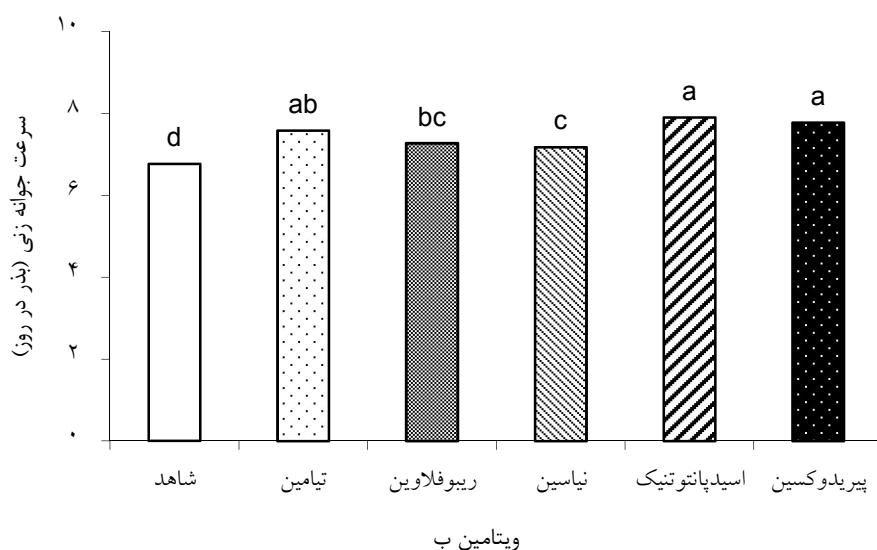 سرعت جوانه زنی (بذر در روز)
۱۰
۸
۶
۴
۲
۰
d
ab
bc
c
a
a
شاهد
تیامین
ریبوفلاوین
نیاسین
اسیدپانتوتنیک
پیریدوکسین
ویتامین ب